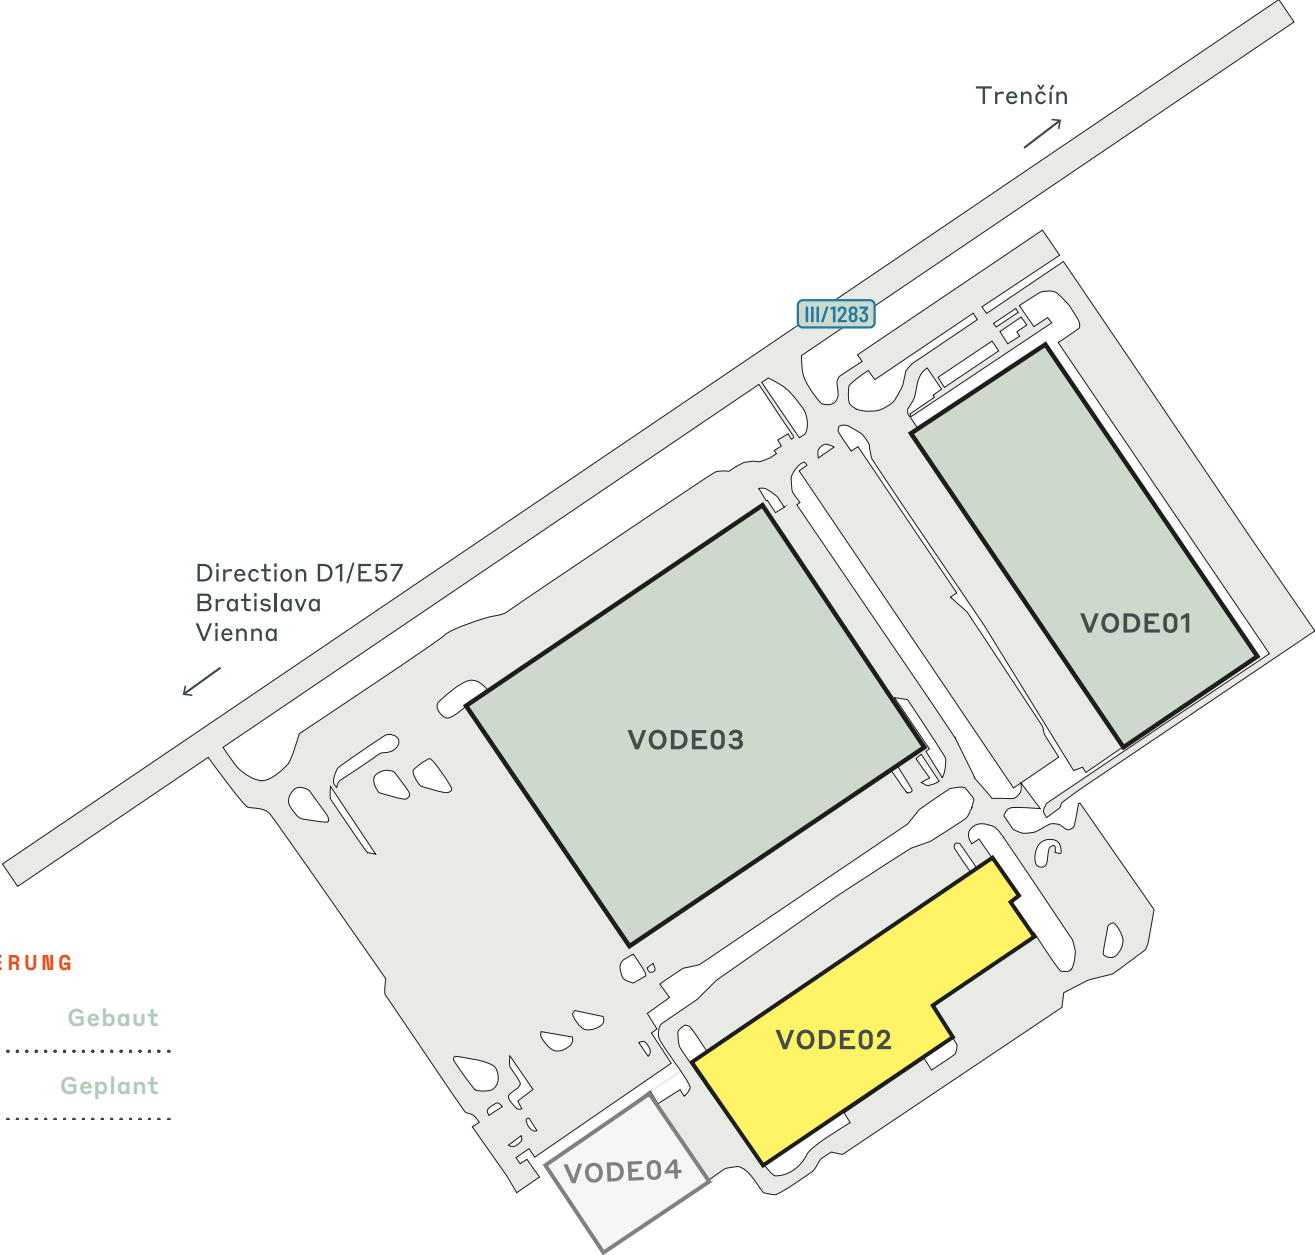 Trenčín
III/1283
Direction D1/E57
Bratislava
Vienna
VODE01
VODE03
ERUNG
Gebaut
Geplant
VODE02
VODE04